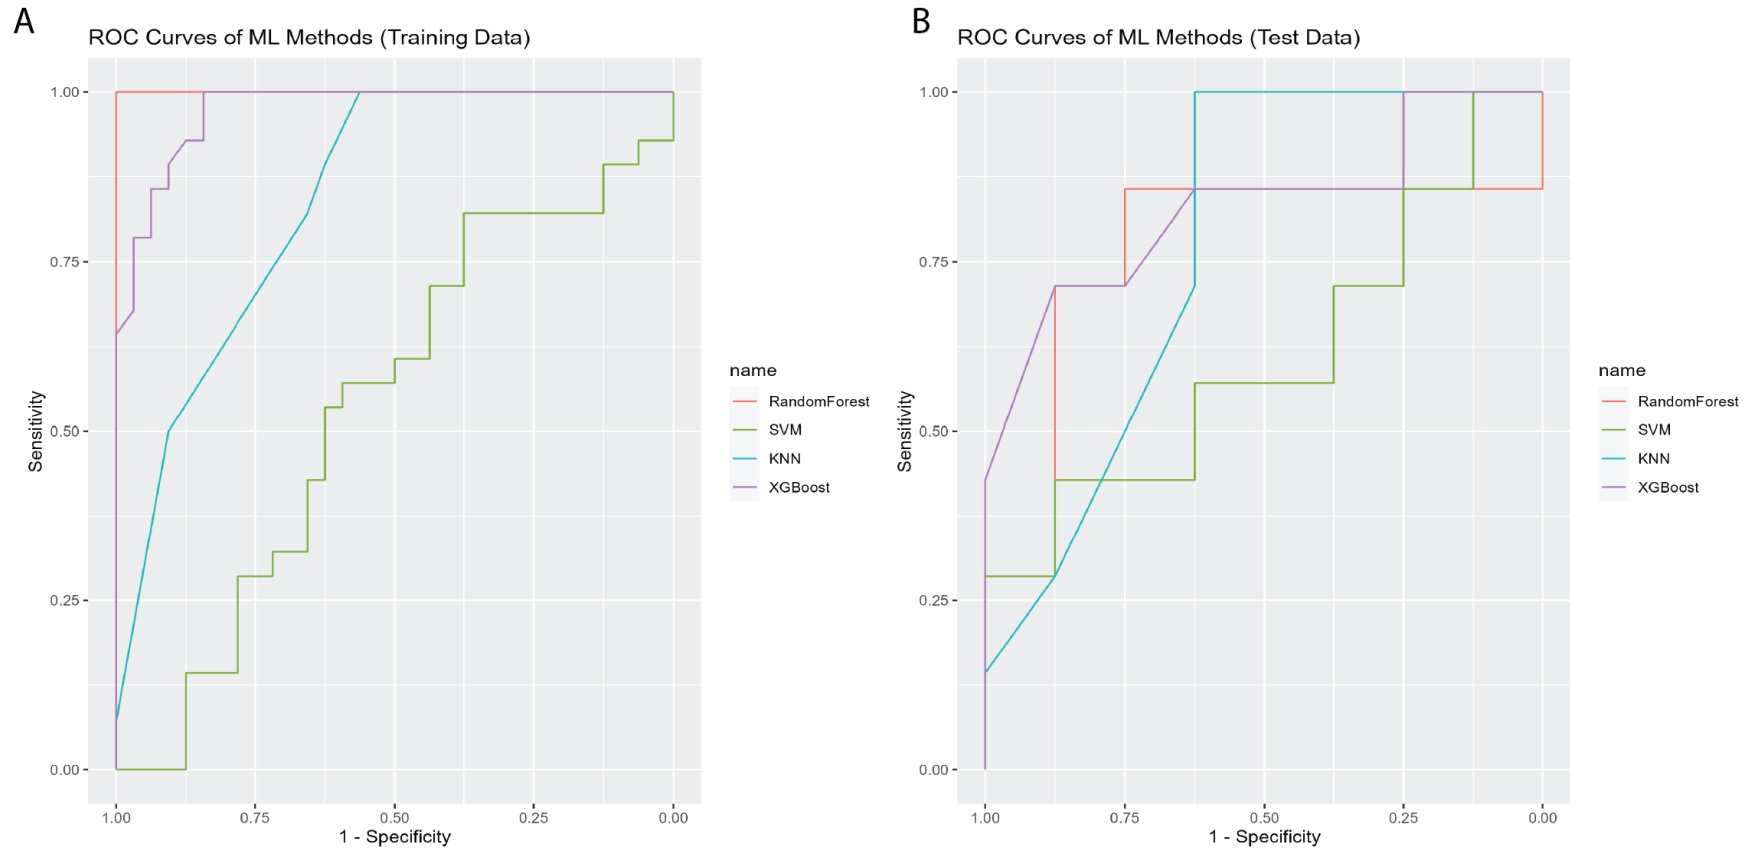 A
ROC Curves of ML Methods (Training Data)
1.00
0.75
0.50
0.25
0.00
Sensitivity
1.00 0.75 0.50 0.25 0.00
1 - Specificity
name
RandomForest
SVM
KNN
XGBoost
B
ROC Curves of ML Methods (Test Data)
1.00
0.75
0.50
0.25
0.00
Sensitivity
1.00 0.75 0.50 0.25 0.00
1 - Specificity
name
RandomForest
SVM
KNN
XGBoost